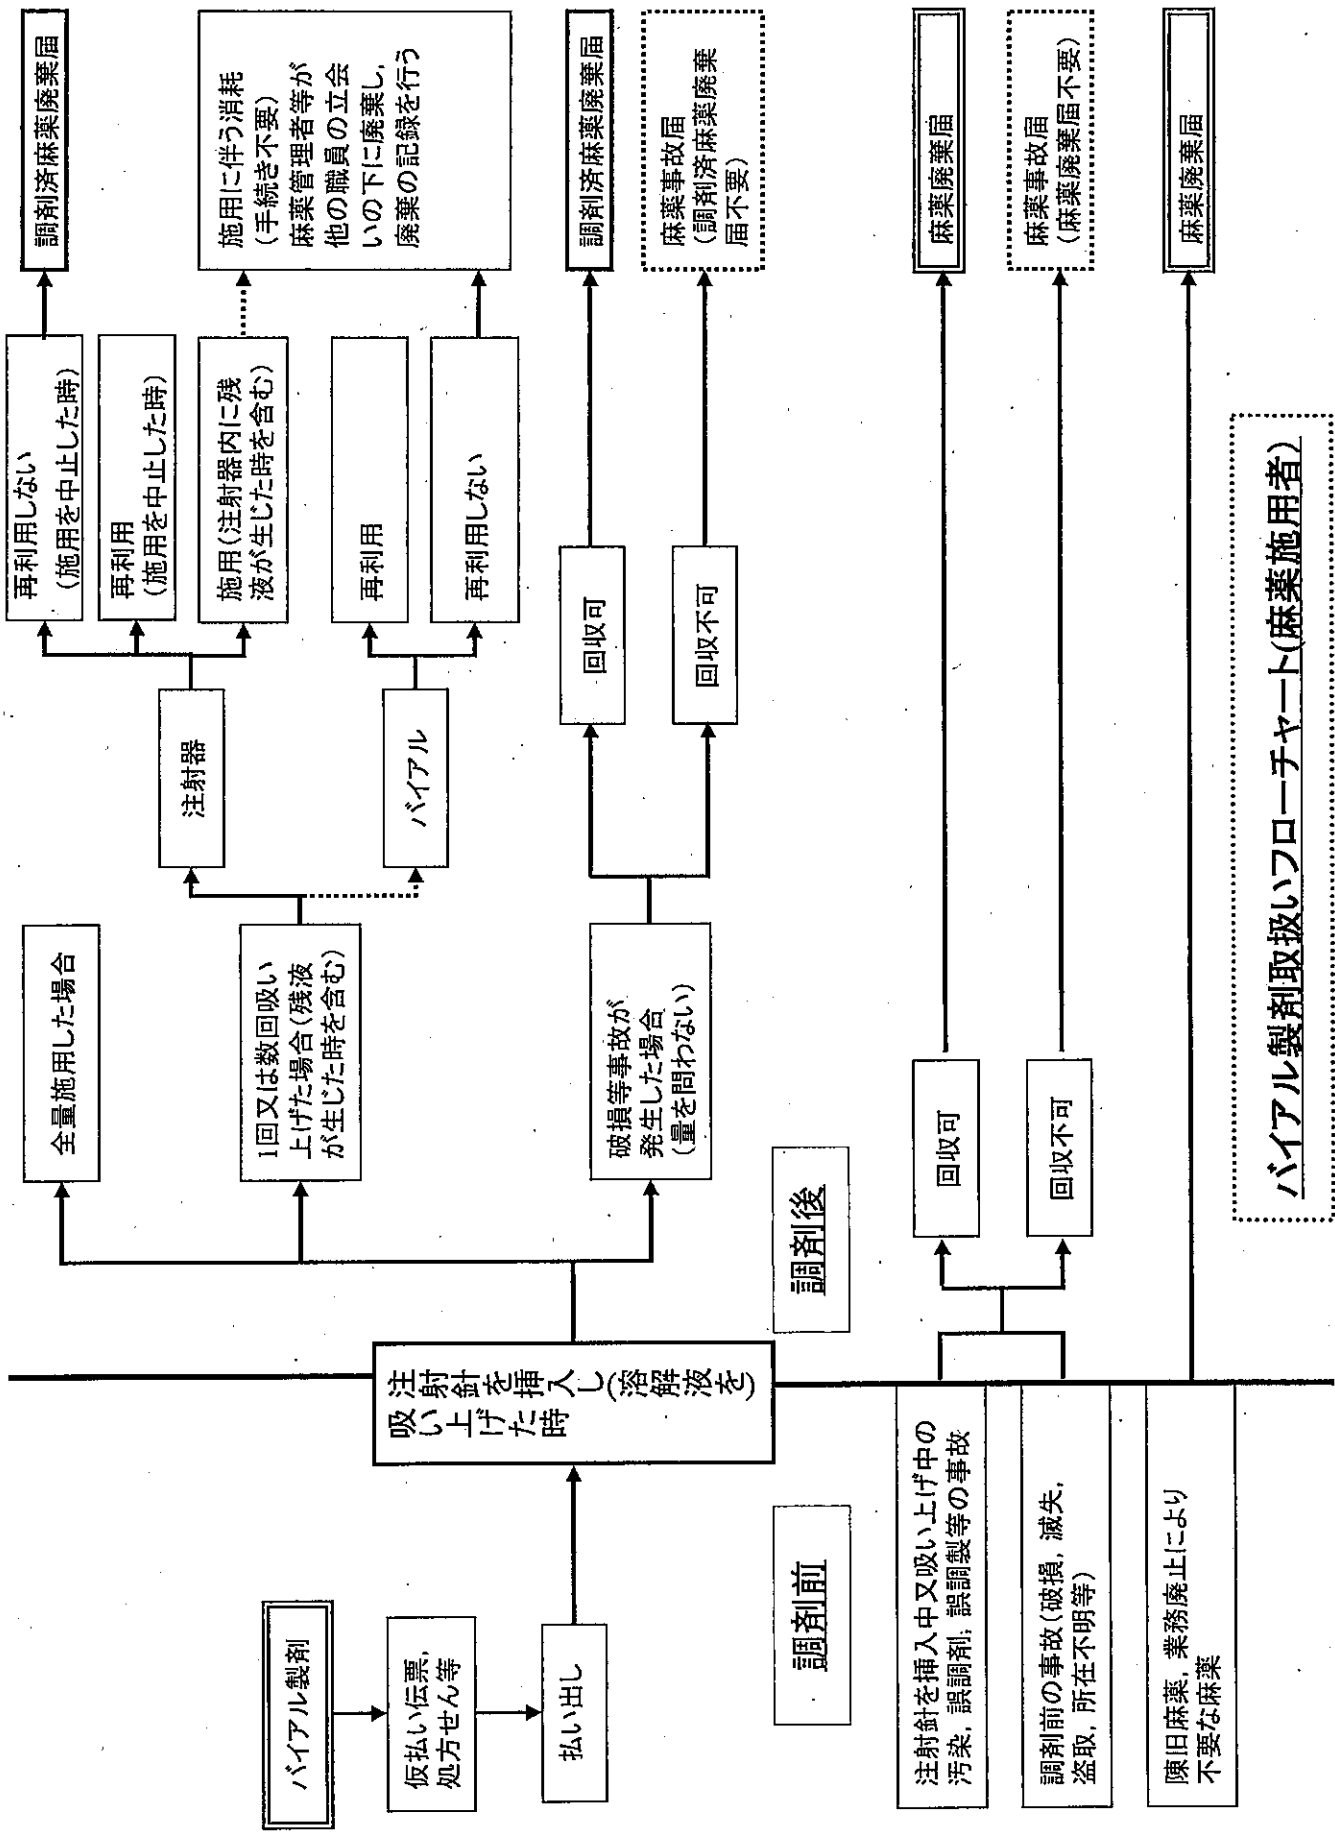 バイアル製剤取扱いフローチャート(麻薬施用者)
バイアル製剤
仮払い伝票,
処方せん等
払い出し
調剤前
注射針を挿入中又吸い上げ中の
汚染, 誤調剤, 誤調製等の事故
調剤前の事故(破損, 滅失,
盗取, 所在不明等)
陳旧麻薬, 業務廃止により
不要な麻薬
注射針を挿入し(溶解液を)
吸い上げた時
調剤後
全量施用した場合
1回又は数回吸い
上げた場合(残液
が生じた時を含む)
破損等事故が
発生した場合
(量を問わない)
回収可
回収不可
注射器
バイアル
回収可
回収不可
再利用しない
(施用を中止した時)
再利用
(施用を中止した時)
施用(注射器内に残
液が生じた時を含む)
再利用
再利用しない
調剤済麻薬廃棄届
施用に伴う消耗
(手続き不要)
麻薬管理者等が
他の職員の立会
いの下に廃棄し,
廃棄の記録を行う
調剤済麻薬廃棄届
麻薬事故届
(調剤済麻薬廃棄
届不要)
麻薬廃棄届
麻薬事故届
(麻薬廃棄届不要)
麻薬廃棄届